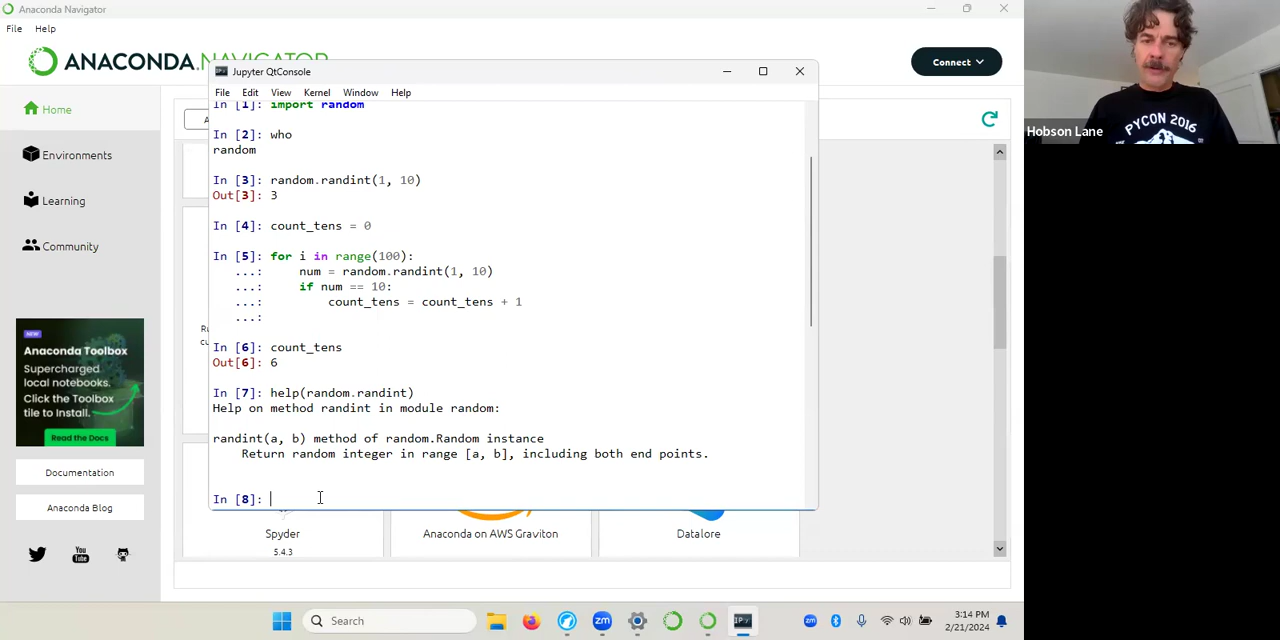 Anaconda Navigator
File Help
ANACONDA.NAVIGATOR
Connect
Home
Environments
Learning
Community
NEW
Anaconda Toolbox
Supercharged
local notebooks.
Click the Toolbox
tile to Install.
Read the Docs
Documentation
Anaconda Blog
Jupyter QtConsole
File Edit View Kernel Window Help
In [1]: import random
In [2]: who
random
In [3]: random.randint(1, 10)
Out[3]: 3
In [4]: count_tens = 0
In [5]: for i in range(100):
...: num = random.randint(1, 10)
...: if num == 10:
...: count_tens = count_tens + 1
...:
In [6]: count_tens
Out[6]: 6
In [7]: help(random.randint)
Help on method randint in module random:
randint(a, b) method of random.Random instance
Return random integer in range [a, b], including both end points.
In [8]:
Spyder
5.4.3
Anaconda on AWS Graviton
Datalore
Search
3:14 PM
2/21/2024
Hobson Lane
PYCON 2016